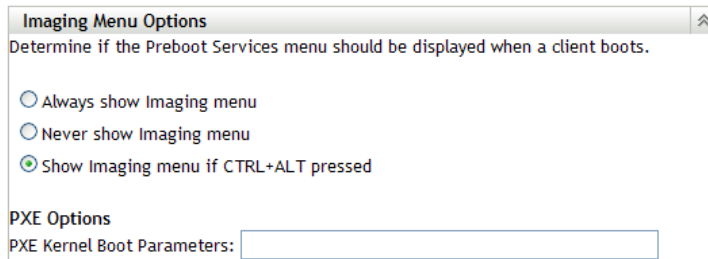 Imaging Menu Options
Determine if the Preboot Services menu should be displayed when a client boots.
Always show Imaging menu
Never show Imaging menu
Show Imaging menu if CTRL+ALT pressed
PXE Options
PXE Kernel Boot Parameters: